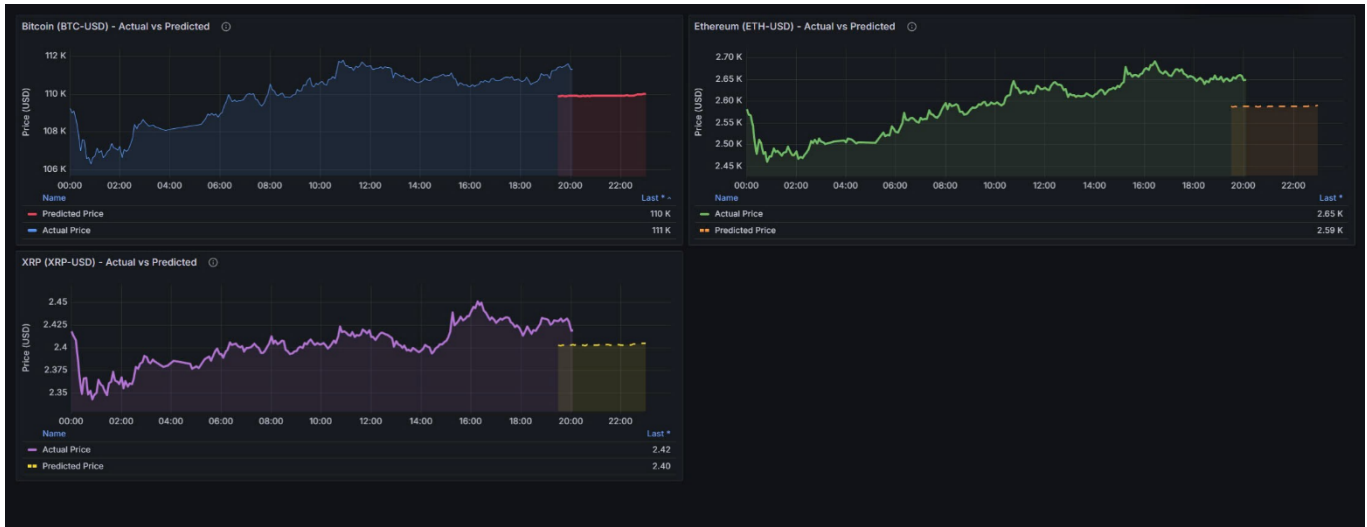 Bitcoin (BTC-USD) - Actual vs Predicted
Price (USD)
112 K
110 K
108 K
106 K
00:00 02:00 04:00 06:00 08:00 10:00 12:00 14:00 16:00 18:00 20:00 22:00
Name Last *
Predicted Price 110 K
Actual Price 111 K
Ethereum (ETH-USD) - Actual vs Predicted
Price (USD)
2.70 K
2.65 K
2.60 K
2.55 K
2.50 K
2.45 K
00:00 02:00 04:00 06:00 08:00 10:00 12:00 14:00 16:00 18:00 20:00 22:00
Name Last *
Actual Price 2.65 K
Predicted Price 2.59 K
XRP (XRP-USD) - Actual vs Predicted
Price (USD)
2.45
2.425
2.4
2.375
2.35
00:00 02:00 04:00 06:00 08:00 10:00 12:00 14:00 16:00 18:00 20:00 22:00
Name Last *
Actual Price 2.42
Predicted Price 2.40